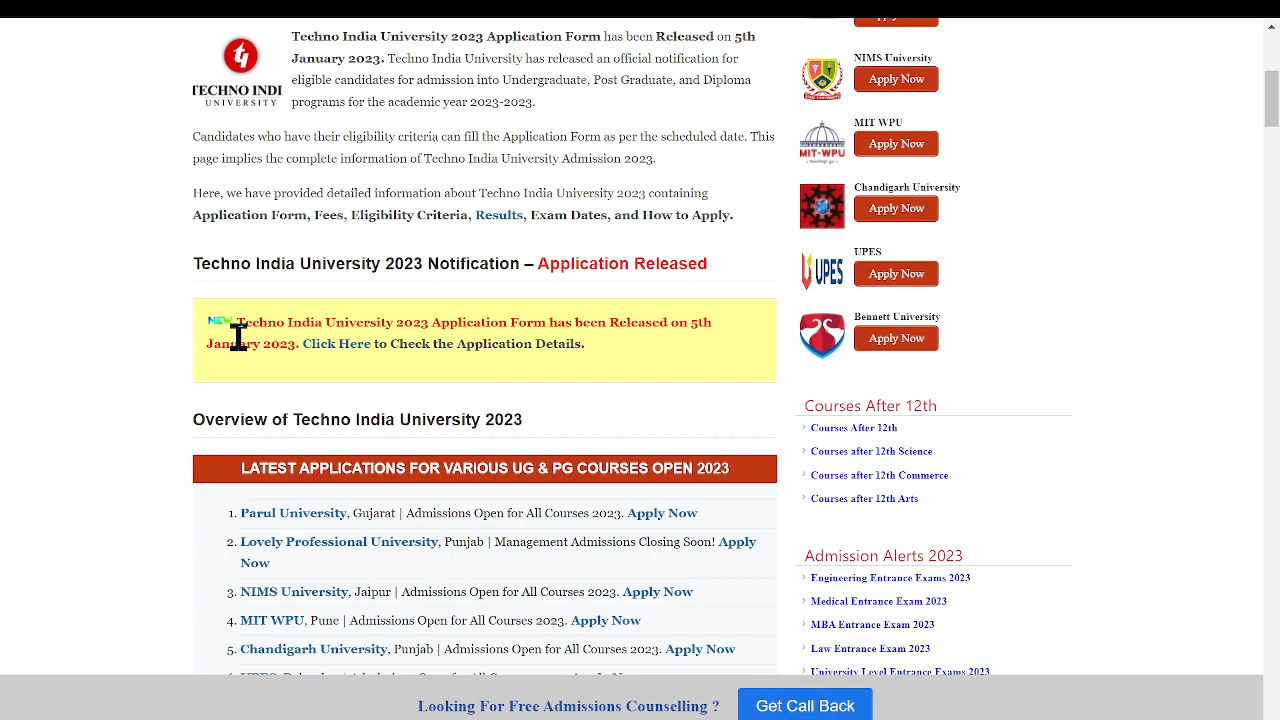 Apply Now
Techno India University 2023 Application Form has been Released on 5th
January 2023. Techno India University has released an official notification for
eligible candidates for admission into Undergraduate, Post Graduate, and Diploma
programs for the academic year 2023-2023.
TECHNO INDI
UNIVERSITY
Candidates who have their eligibility criteria can fill the Application Form as per the scheduled date. This
page implies the complete information of Techno India University Admission 2023.
Here, we have provided detailed information about Techno India University 2023 containing
Application Form, Fees, Eligibility Criteria, Results, Exam Dates, and How to Apply.
Techno India University 2023 Notification – Application Released
NEW Techno India University 2023 Application Form has been Released on 5th
January 2023. Click Here to Check the Application Details.
Overview of Techno India University 2023
LATEST APPLICATIONS FOR VARIOUS UG & PG COURSES OPEN 2023
1. Parul University, Gujarat | Admissions Open for All Courses 2023. Apply Now
2. Lovely Professional University, Punjab | Management Admissions Closing Soon! Apply
Now
3. NIMS University, Jaipur | Admissions Open for All Courses 2023. Apply Now
4. MIT WPU, Pune | Admissions Open for All Courses 2023. Apply Now
5. Chandigarh University, Punjab | Admissions Open for All Courses 2023. Apply Now
NIMS University
Apply Now
MIT WPU
MIT-WPU
Apply Now
Chandigarh University
Apply Now
UPES
UPES
Apply Now
Bennett University
Apply Now
Courses After 12th
Courses After 12th
Courses after 12th Science
Courses after 12th Commerce
Courses after 12th Arts
Admission Alerts 2023
Engineering Entrance Exams 2023
Medical Entrance Exam 2023
MBA Entrance Exam 2023
Law Entrance Exam 2023
University Level Entrance Exams 2023
Looking For Free Admissions Counselling ?
Get Call Back